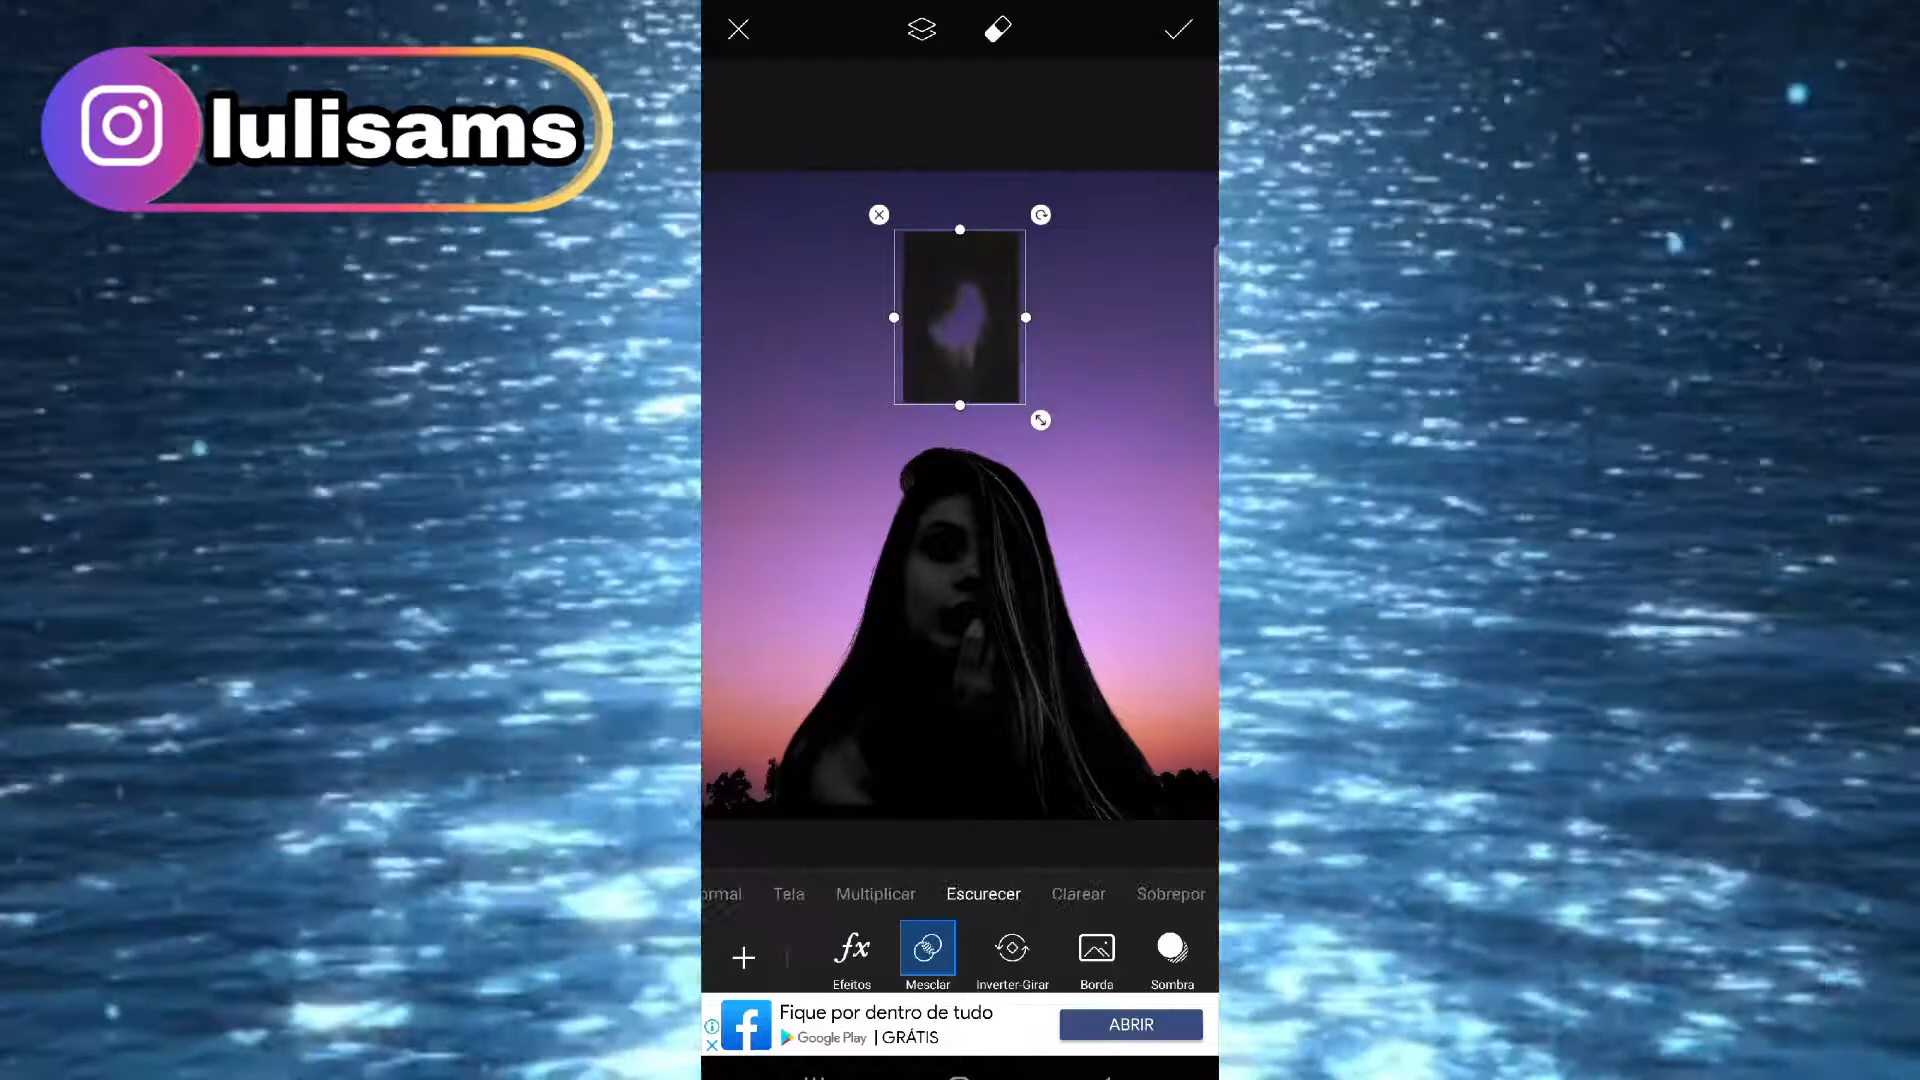 lulisams
ormal Tela Multiplicar Escurecer Clarear Sobrepor
fx
Efeitos Mesclar Inverter-Girar Borda Sombra
Fique por dentro de tudo
Google Play | GRÁTIS
ABRIR